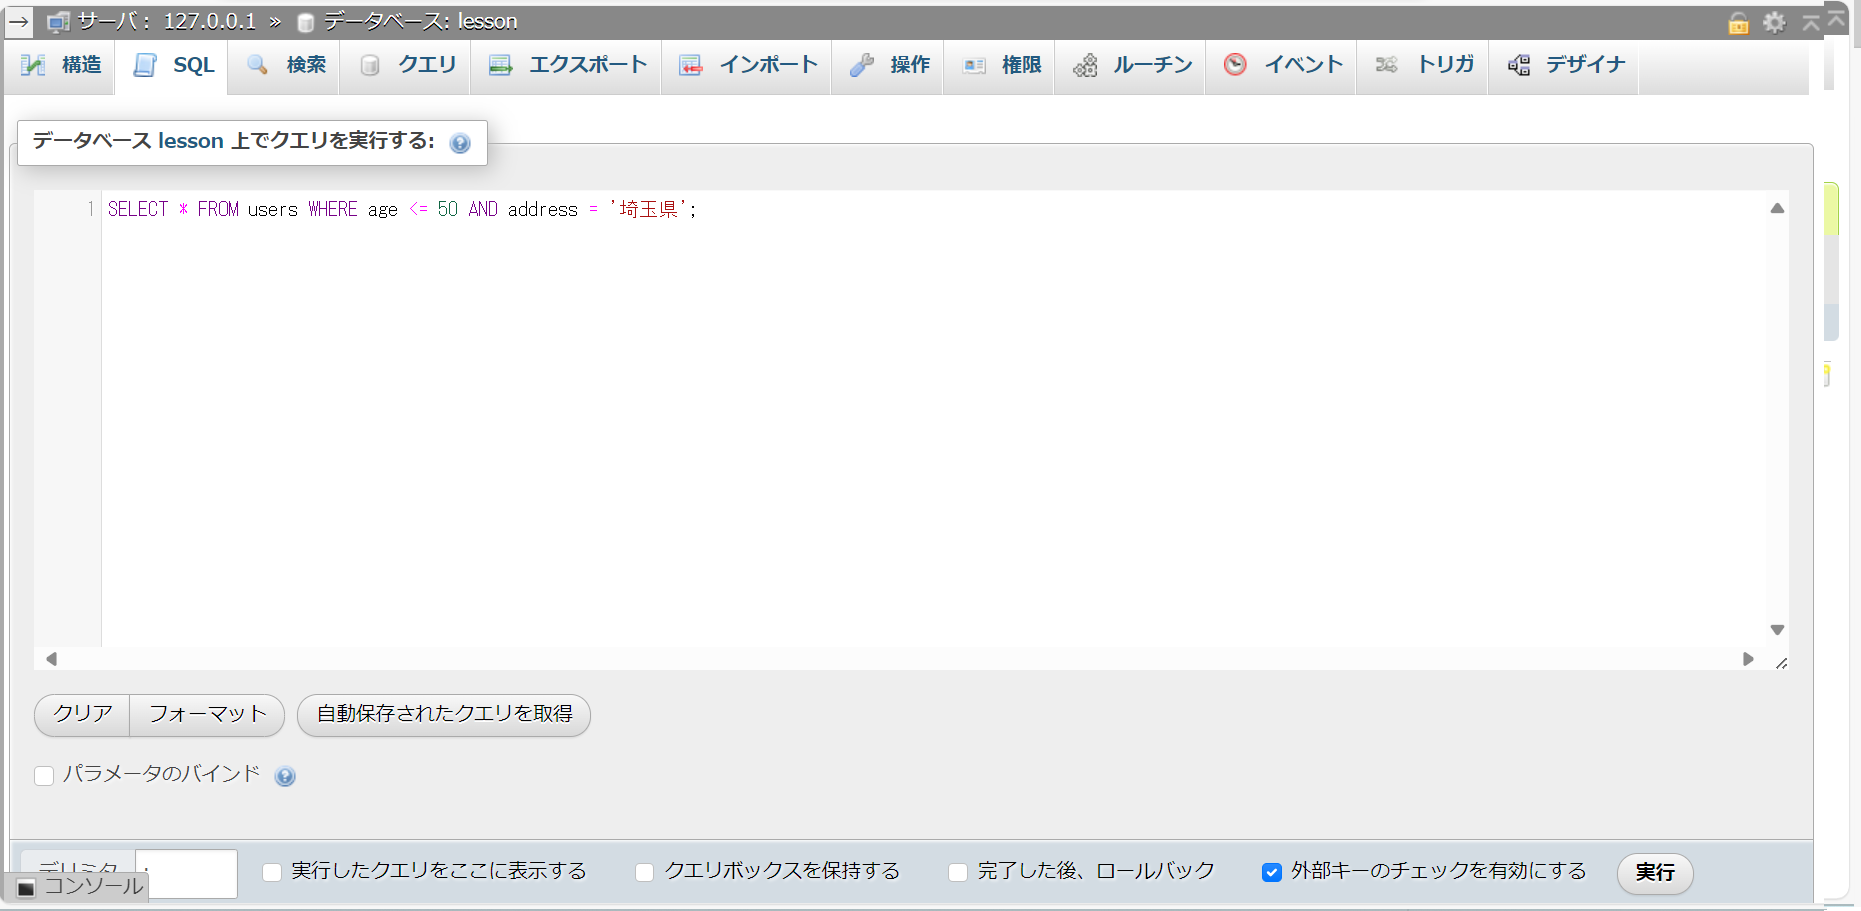 サーバ： 127.0.0.1 » データベース: lesson
構造 SQL 検索 クエリ エクスポート インポート 操作 権限 ルーチン イベント トリガ デザイナ
データベース lesson 上でクエリを実行する:
1 SELECT * FROM users WHERE age <= 50 AND address = '埼玉県';
クリア フォーマット 自動保存されたクエリを取得
パラメータのバインド
デリミタ ; 実行したクエリをここに表示する クエリボックスを保持する 完了した後、ロールバック 外部キーのチェックを有効にする 実行
コンソール